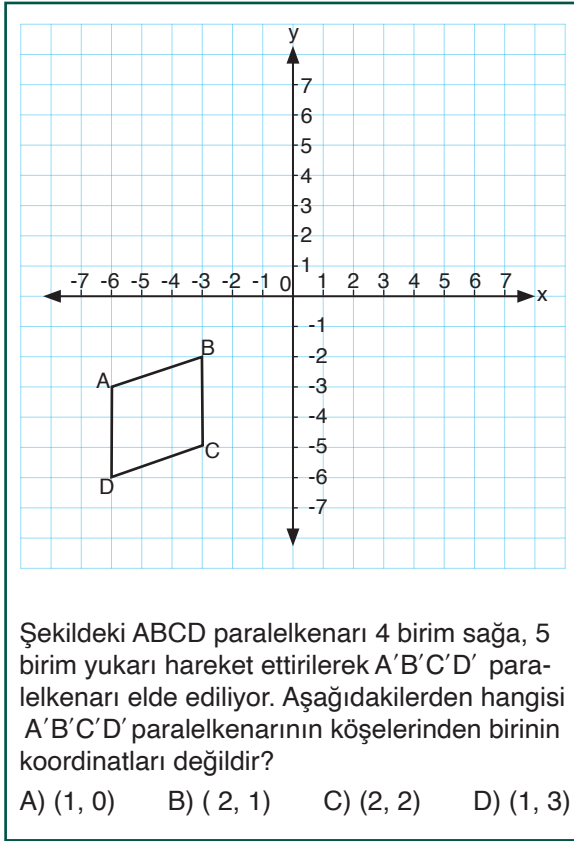 y
7
6
5
4
3
2
1
-7 -6 -5 -4 -3 -2 -1 0 1 2 3 4 5 6 7 x
-1
B -2
A -3
-4
C -5
D -6
-7
Şekildeki ABCD paralelkenarı 4 birim sağa, 5
birim yukarı hareket ettirilerek A′B′C′D′ para-
lelkenarı elde ediliyor. Aşağıdakilerden hangisi
A′B′C′D′ paralelkenarının köşelerinden birinin
koordinatları değildir?
A) (1, 0) B) ( 2, 1) C) (2, 2) D) (1, 3)